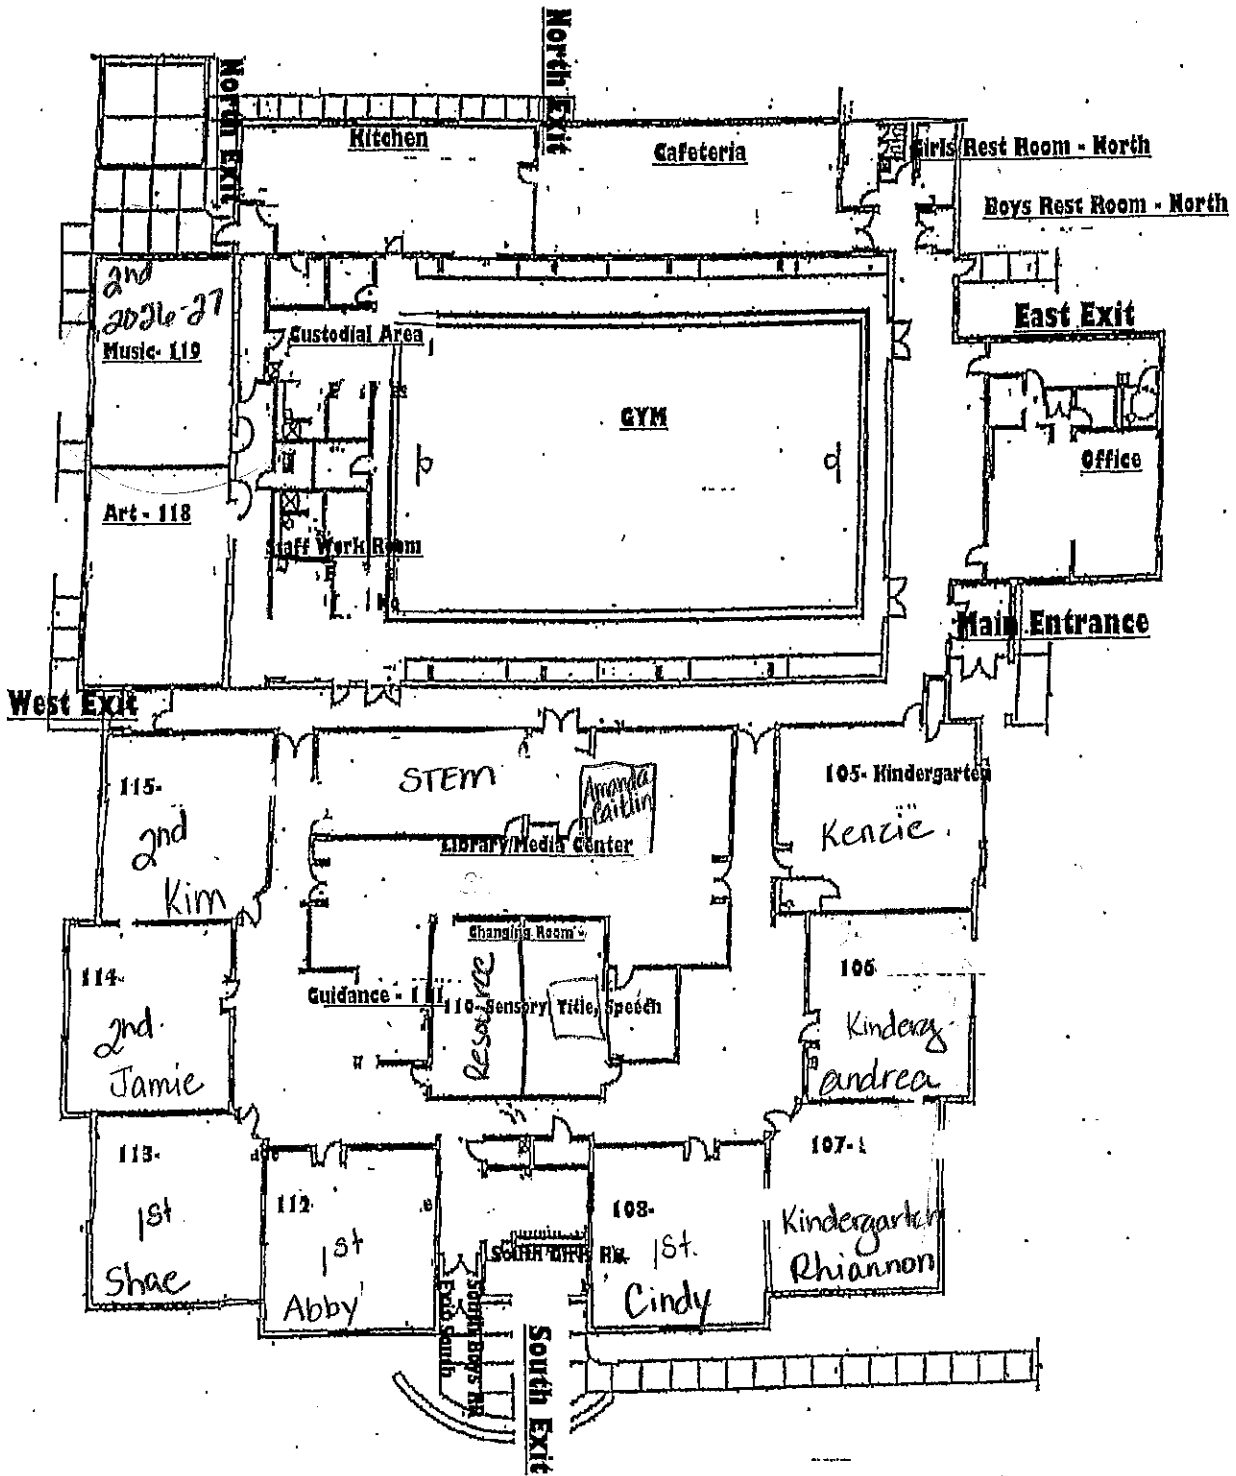 North Exit
North Exit
Kitchen
Cafeteria
Girls Rest Room - North
Boys Rest Room - North
2nd
2026-27
Music- 119
Custodial Area
East Exit
GYM
Office
Art - 118
Staff Work Room
Main Entrance
West Exit
115-
2nd
Kim
STEM
Amanda
Caitlin
105- Kindergarten
Kenzie
Library/Media Center
Changing Room
114-
2nd
Jamie
Guidance - 111
Resource
110- Sensory, Title, Speech
106
Kinderg
andrea
113-
1st
Shae
112-
1st
Abby
108-
1st.
Cindy
107-
Kindergarten
Rhiannon
South Girls RR.
South Boys RR
South Exit